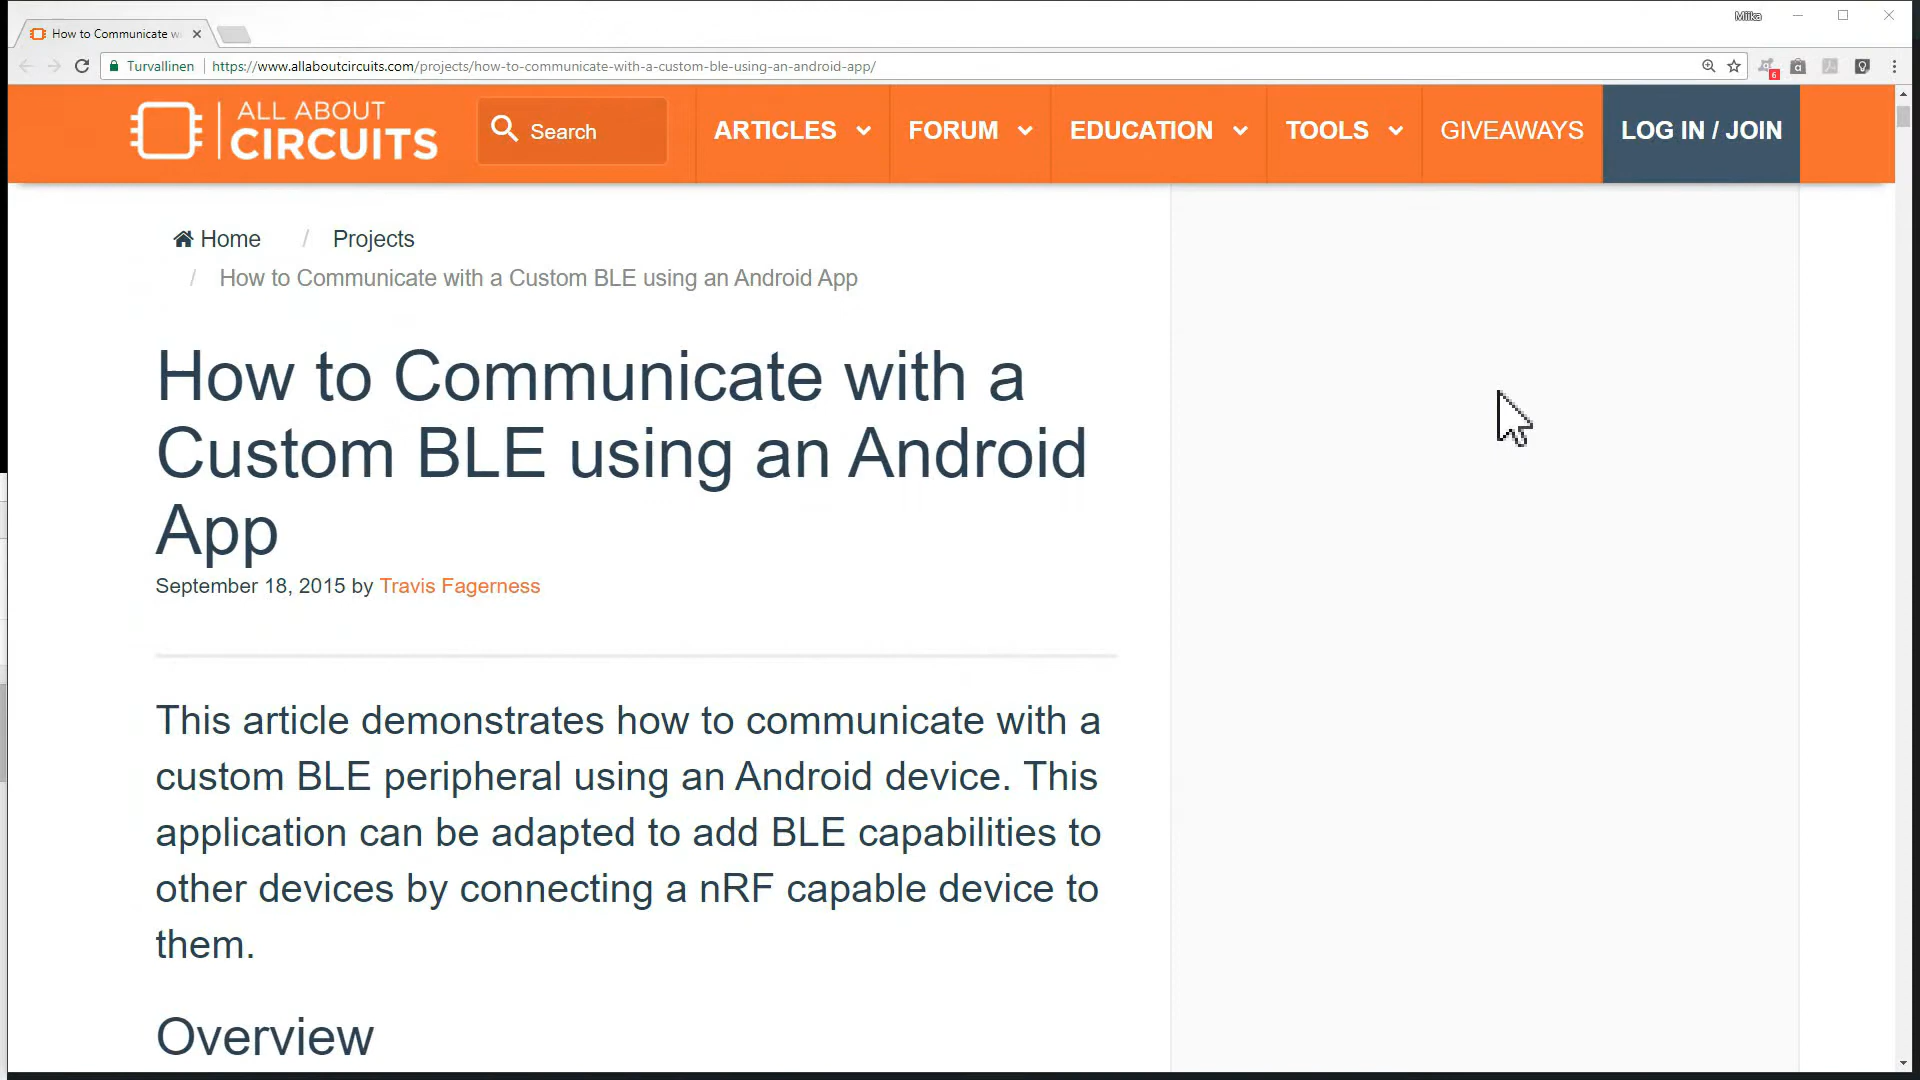 Miika
How to Communicate w
Turvallinen
https://www.allaboutcircuits.com/projects/how-to-communicate-with-a-custom-ble-using-an-android-app/
6
ALL ABOUT
CIRCUITS
Search
ARTICLES
FORUM
EDUCATION
TOOLS
GIVEAWAYS
LOG IN / JOIN
Home / Projects
/ How to Communicate with a Custom BLE using an Android App
How to Communicate with a
Custom BLE using an Android
App
September 18, 2015 by Travis Fagerness
This article demonstrates how to communicate with a
custom BLE peripheral using an Android device. This
application can be adapted to add BLE capabilities to
other devices by connecting a nRF capable device to
them.
Overview